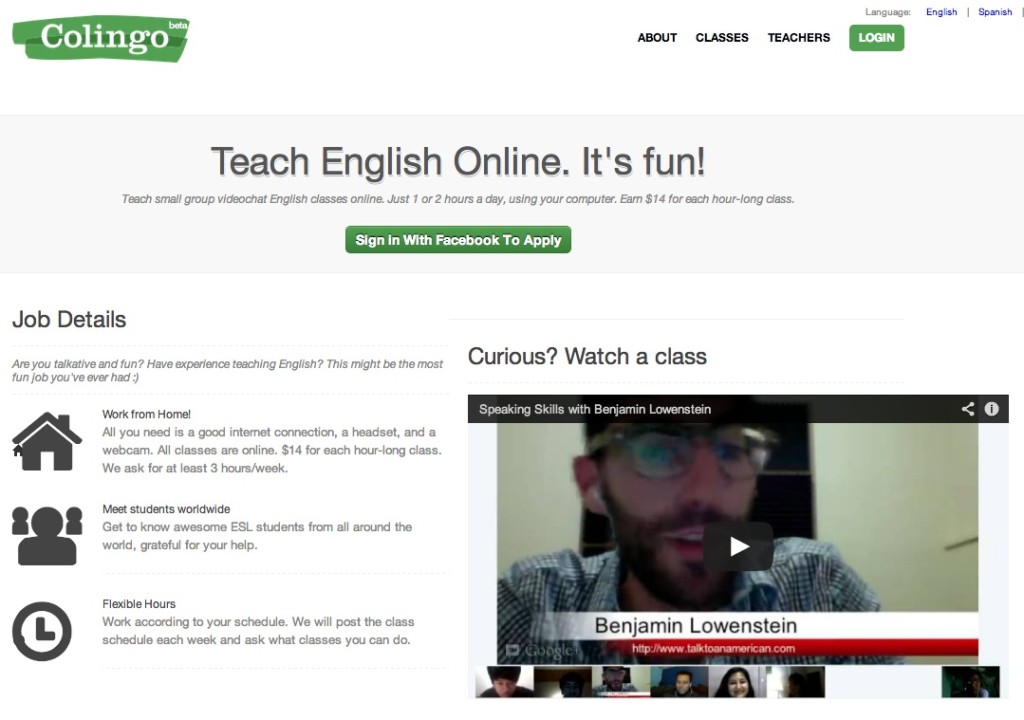 Colingo
beta
Language: English | Spanish |
ABOUT CLASSES TEACHERS LOGIN
Teach English Online. It's fun!
Teach small group videochat English classes online. Just 1 or 2 hours a day, using your computer. Earn $14 for each hour-long class.
Sign In With Facebook To Apply
Job Details
Are you talkative and fun? Have experience teaching English? This might be the most
fun job you've ever had :)
Work from Home!
All you need is a good internet connection, a headset, and a
webcam. All classes are online. $14 for each hour-long class.
We ask for at least 3 hours/week.
Meet students worldwide
Get to know awesome ESL students from all around the
world, grateful for your help.
Flexible Hours
Work according to your schedule. We will post the class
schedule each week and ask what classes you can do.
Curious? Watch a class
Speaking Skills with Benjamin Lowenstein
Benjamin Lowenstein
http://www.talktoanamerican.com
Google+